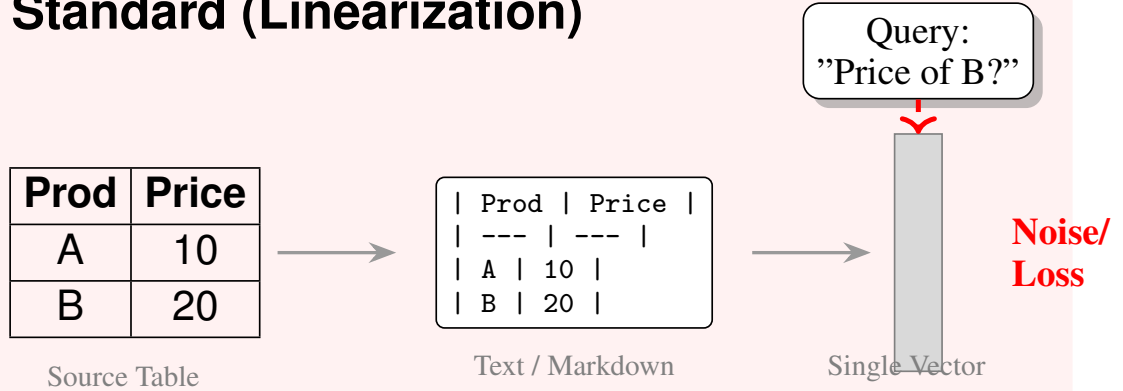 Standard (Linearization)
Query:
”Price of B?”
Prod Price
A 10
B 20
| Prod | Price |
| --- | --- |
| A | 10 |
| B | 20 |
Noise/
Loss
Source Table
Text / Markdown
Single Vector